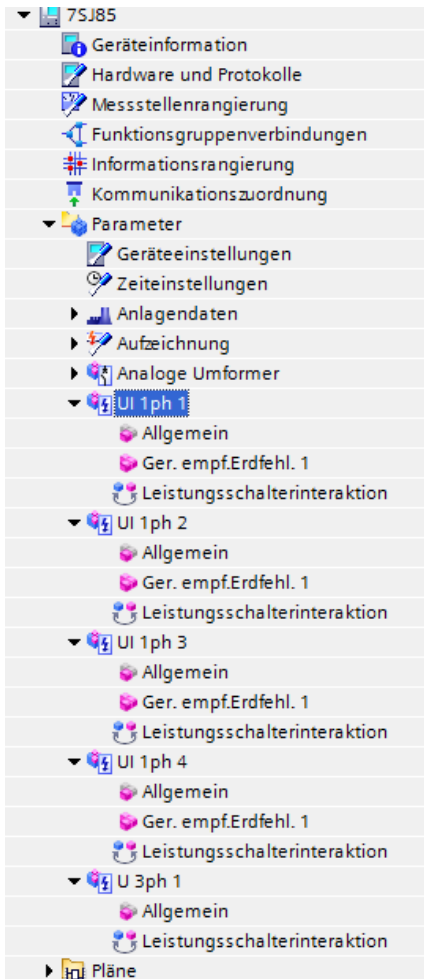 7SJ85
Geräteinformation
Hardware und Protokolle
Messstellenrangierung
Funktionsgruppenverbindungen
Informationsrangierung
Kommunikationszuordnung
Parameter
Geräteeinstellungen
Zeiteinstellungen
Anlagendaten
Aufzeichnung
Analoge Umformer
UI 1ph 1
Allgemein
Ger. empf.Erdfehl. 1
Leistungsschalterinteraktion
UI 1ph 2
Allgemein
Ger. empf.Erdfehl. 1
Leistungsschalterinteraktion
UI 1ph 3
Allgemein
Ger. empf.Erdfehl. 1
Leistungsschalterinteraktion
UI 1ph 4
Allgemein
Ger. empf.Erdfehl. 1
Leistungsschalterinteraktion
U 3ph 1
Allgemein
Leistungsschalterinteraktion
Pläne